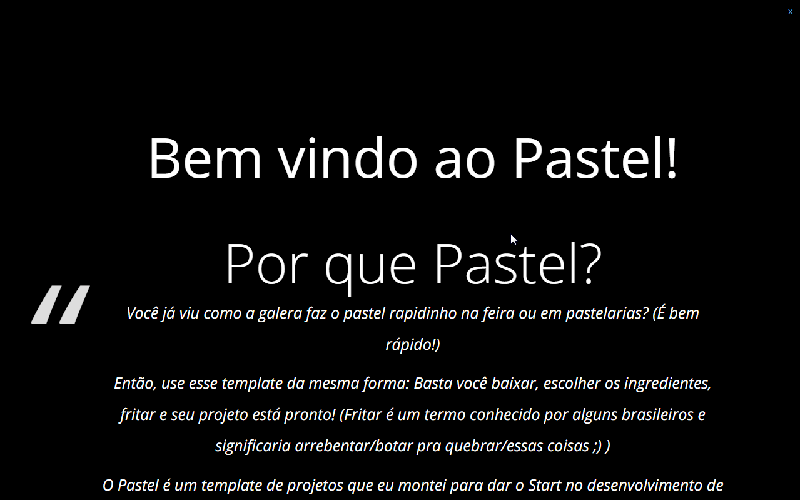 x
Bem vindo ao Pastel!
Por que Pastel?
“
Você já viu como a galera faz o pastel rapidinho na feira ou em pastelarias? (É bem
rápido!)
Então, use esse template da mesma forma: Basta você baixar, escolher os ingredientes,
fritar e seu projeto está pronto! (Fritar é um termo conhecido por alguns brasileiros e
significaria arrebentar/botar pra quebrar/essas coisas ;) )
O Pastel é um template de projetos que eu montei para dar o Start no desenvolvimento de